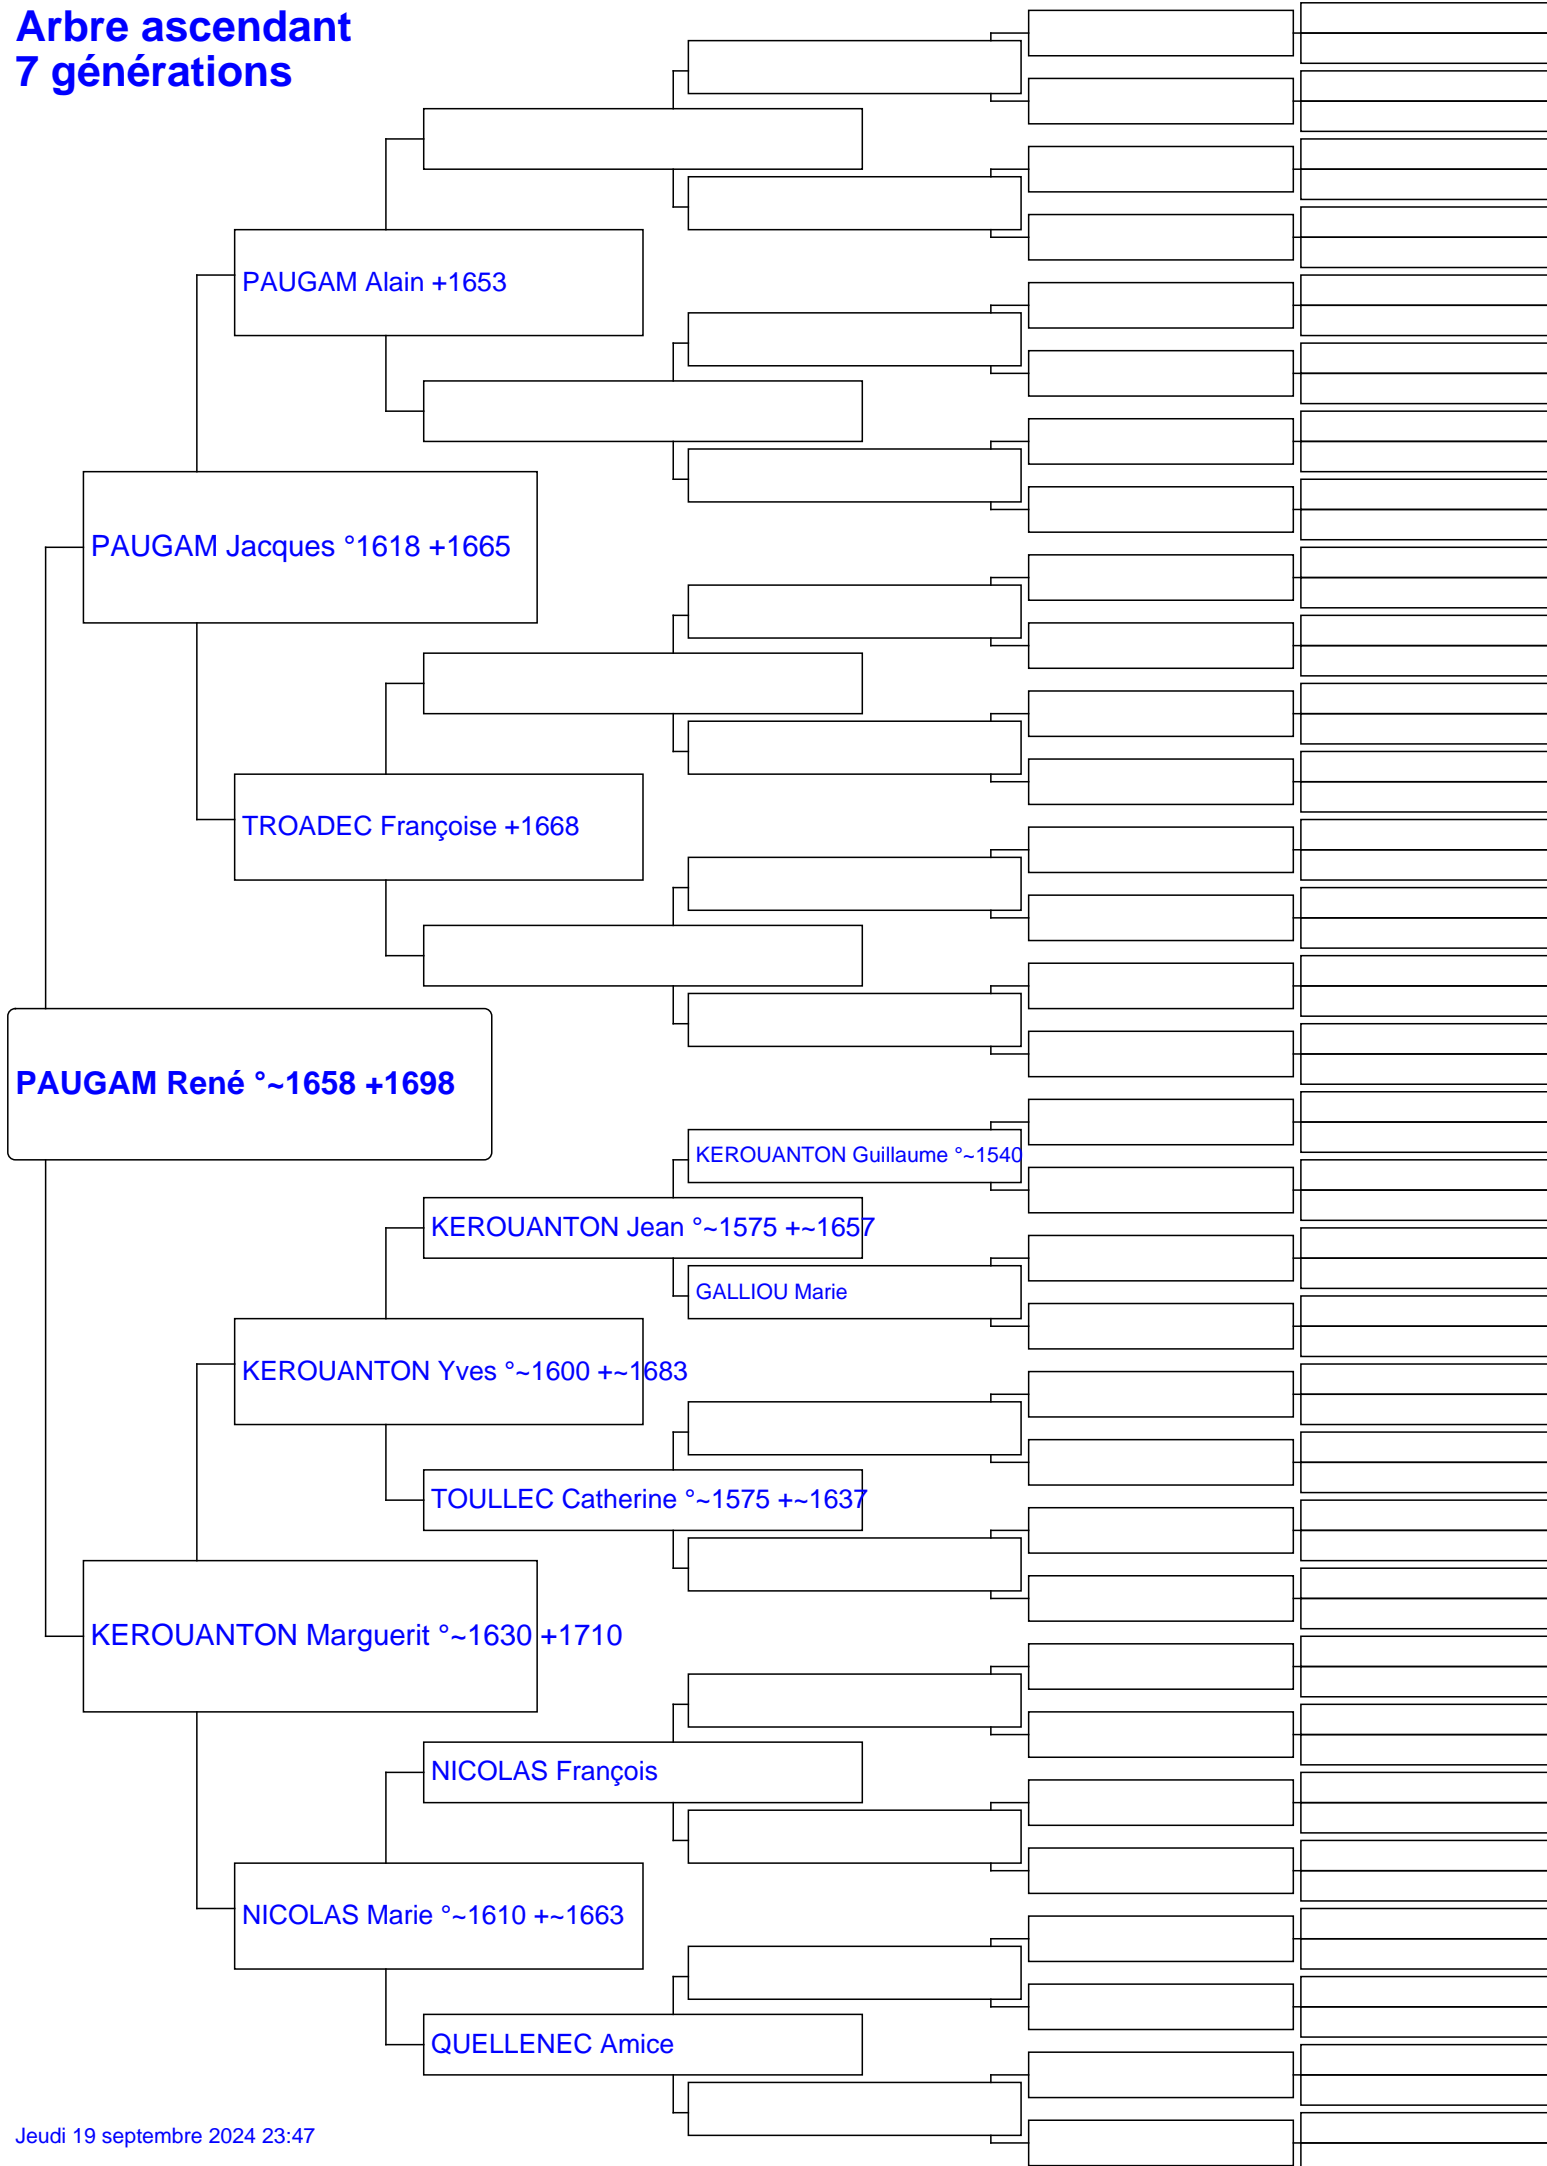 Arbre ascendant
7 générations
PAUGAM Alain +1653
PAUGAM Jacques °1618 +1665
TROADEC Françoise +1668
PAUGAM René °~1658 +1698
KEROUANTON Guillaume °~1540
KEROUANTON Jean °~1575 +~1657
GALLIOU Marie
KEROUANTON Yves °~1600 +~1683
TOULLEC Catherine °~1575 +~1637
KEROUANTON Marguerit °~1630 +1710
NICOLAS François
NICOLAS Marie °~1610 +~1663
QUELLENEC Amice
Jeudi 19 septembre 2024 23:47